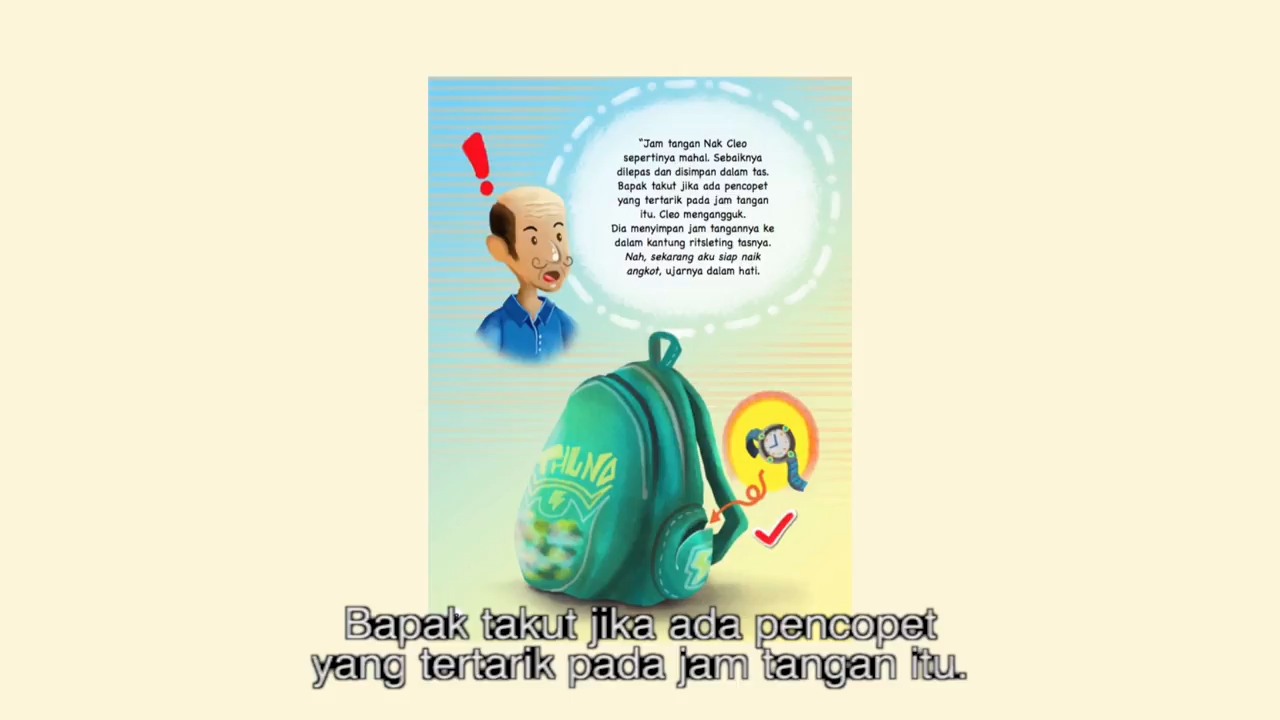 "Jam tangan Nak Cleo
sepertinya mahal. Sebaiknya
dilepas dan disimpan dalam tas.
Bapak takut jika ada pencopet
yang tertarik pada jam tangan
itu. Cleo mengangguk.
Dia menyimpan jam tangannya ke
dalam kantung ritsleting tasnya.
Nah, sekarang aku siap naik
angkot, ujarnya dalam hati.
Bapak takut jika ada pencopet
yang tertarik pada jam tangan itu.